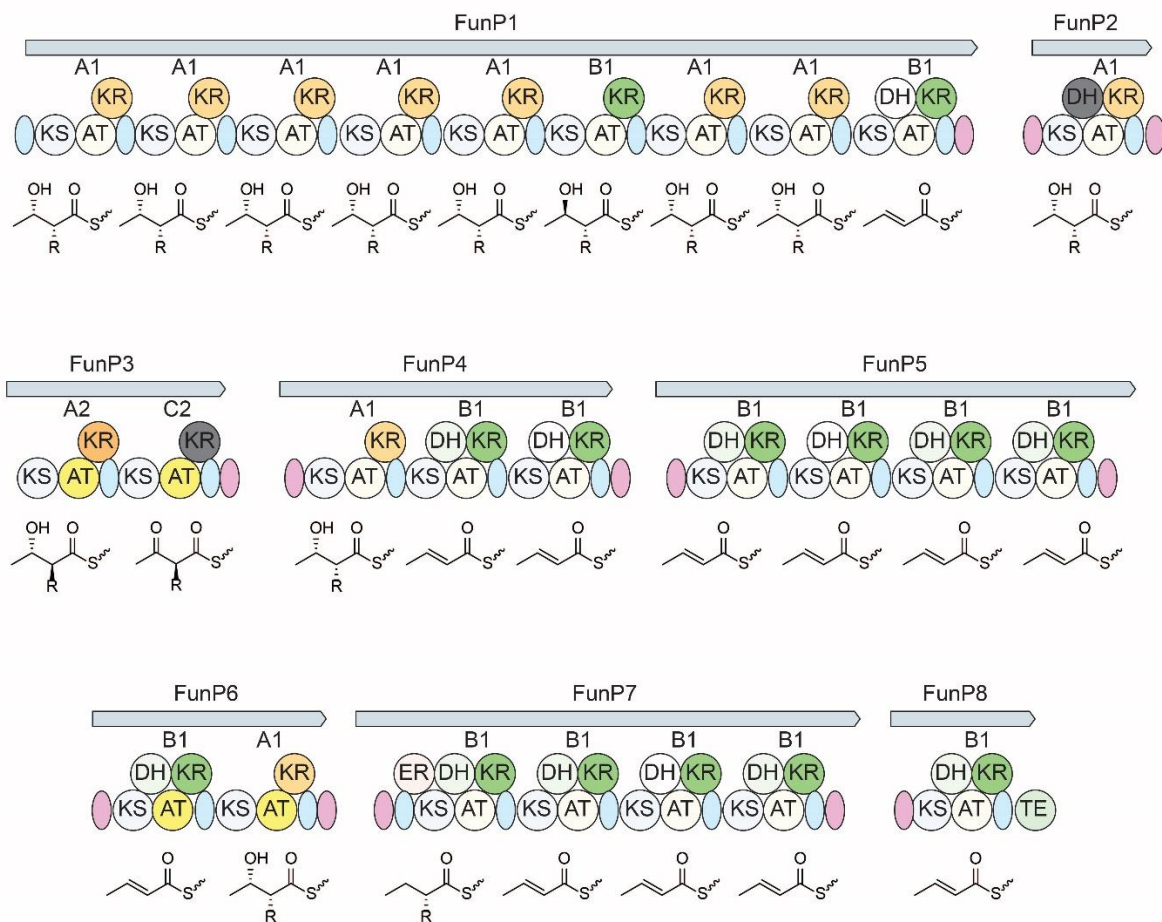 FunP1 FunP2
A1 A1 A1 A1 A1 B1 A1 A1 B1 A1
KR KR KR KR KR KR KR KR DH KR DH KR
KS AT KS AT KS AT KS AT KS AT KS AT KS AT KS AT KS AT KS AT
OH O OH O OH O OH O OH O OH O OH O OH O O OH O
S S S S S S S S S S
R R R R R R R R R
FunP3 FunP4 FunP5
A2 C2 A1 B1 B1 B1 B1 B1 B1
KR KR KR DH KR DH KR DH KR DH KR DH KR DH KR
KS AT KS AT KS AT KS AT KS AT KS AT KS AT KS AT KS AT
OH O O O OH O O O O O O O
S S S S S S S S S
R R R
FunP6 FunP7 FunP8
B1 A1 B1 B1 B1 B1 B1
DH KR KR ER DH KR DH KR DH KR DH KR DH KR
KS AT KS AT KS AT KS AT KS AT KS AT KS AT TE
O OH O O O O O O
S S S S S S S
R R